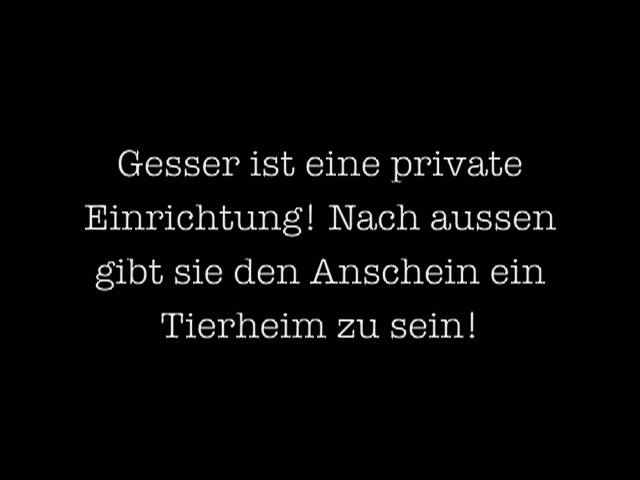 Gesser ist eine private
Einrichtung! Nach aussen
gibt sie den Anschein ein
Tierheim zu sein!